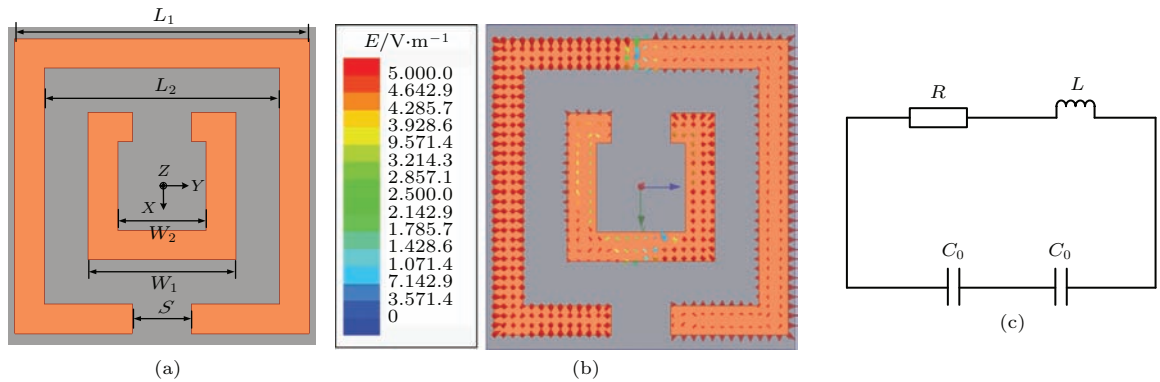 L₁
L₂
Z
Y
X
W₂
W₁
S
(a)
E/V·m⁻¹
5.000.0
4.642.9
4.285.7
3.928.6
9.571.4
3.214.3
2.857.1
2.500.0
2.142.9
1.785.7
1.428.6
1.071.4
7.142.9
3.571.4
0
(b)
R
L
C₀ C₀
(c)